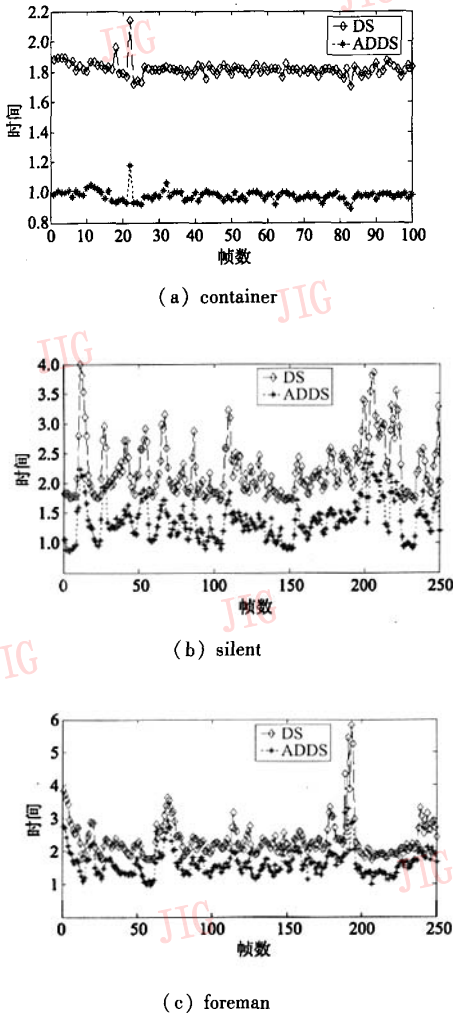 JIG
2.2
2.0
1.8
1.6
1.4
1.2
1.0
0.8
时间
DS
ADDS
0 10 20 30 40 50 60 70 80 90 100
帧数
(a) container
JIG
JIG
4.0
3.5
3.0
2.5
2.0
1.5
1.0
时间
DS
ADDS
0 50 100 150 200 250
帧数
JIG
(b) silent
IG
6
5
4
3
2
1
时间
DS
ADDS
0 50 100 150 200 250
帧数
JIG
JIG
(c) foreman